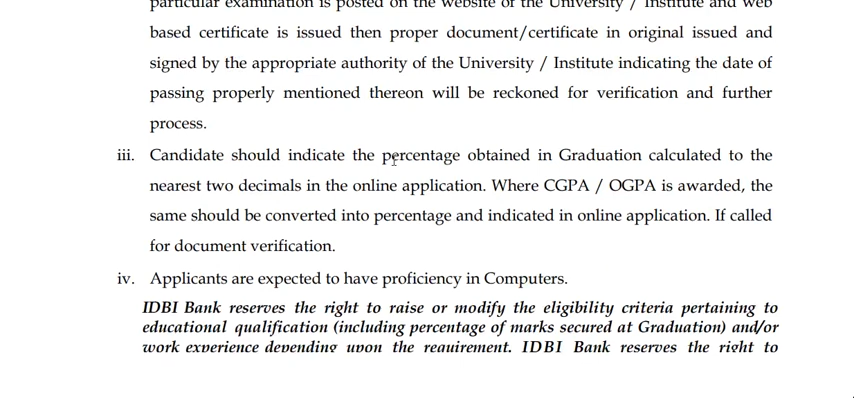 particular examination is posted on the website of the University / Institute and web
based certificate is issued then proper document/certificate in original issued and
signed by the appropriate authority of the University / Institute indicating the date of
passing properly mentioned thereon will be reckoned for verification and further
process.
iii. Candidate should indicate the percentage obtained in Graduation calculated to the
nearest two decimals in the online application. Where CGPA / OGPA is awarded, the
same should be converted into percentage and indicated in online application. If called
for document verification.
iv. Applicants are expected to have proficiency in Computers.
IDBI Bank reserves the right to raise or modify the eligibility criteria pertaining to
educational qualification (including percentage of marks secured at Graduation) and/or
work experience depending upon the requirement. IDBI Bank reserves the right to